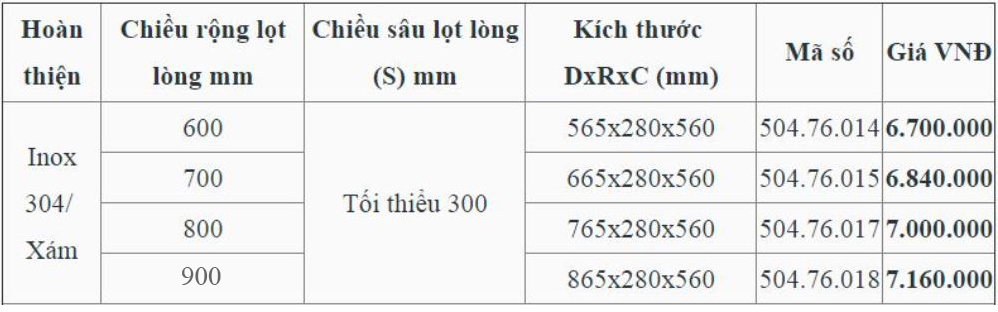 Hoàn thiện Chiều rộng lọt lòng mm Chiều sâu lọt lòng (S) mm Kích thước DxRxC (mm) Mã số Giá VNĐ
Inox 304/ Xám 600 Tối thiểu 300 565x280x560 504.76.014 6.700.000
700 665x280x560 504.76.015 6.840.000
800 765x280x560 504.76.017 7.000.000
900 865x280x560 504.76.018 7.160.000